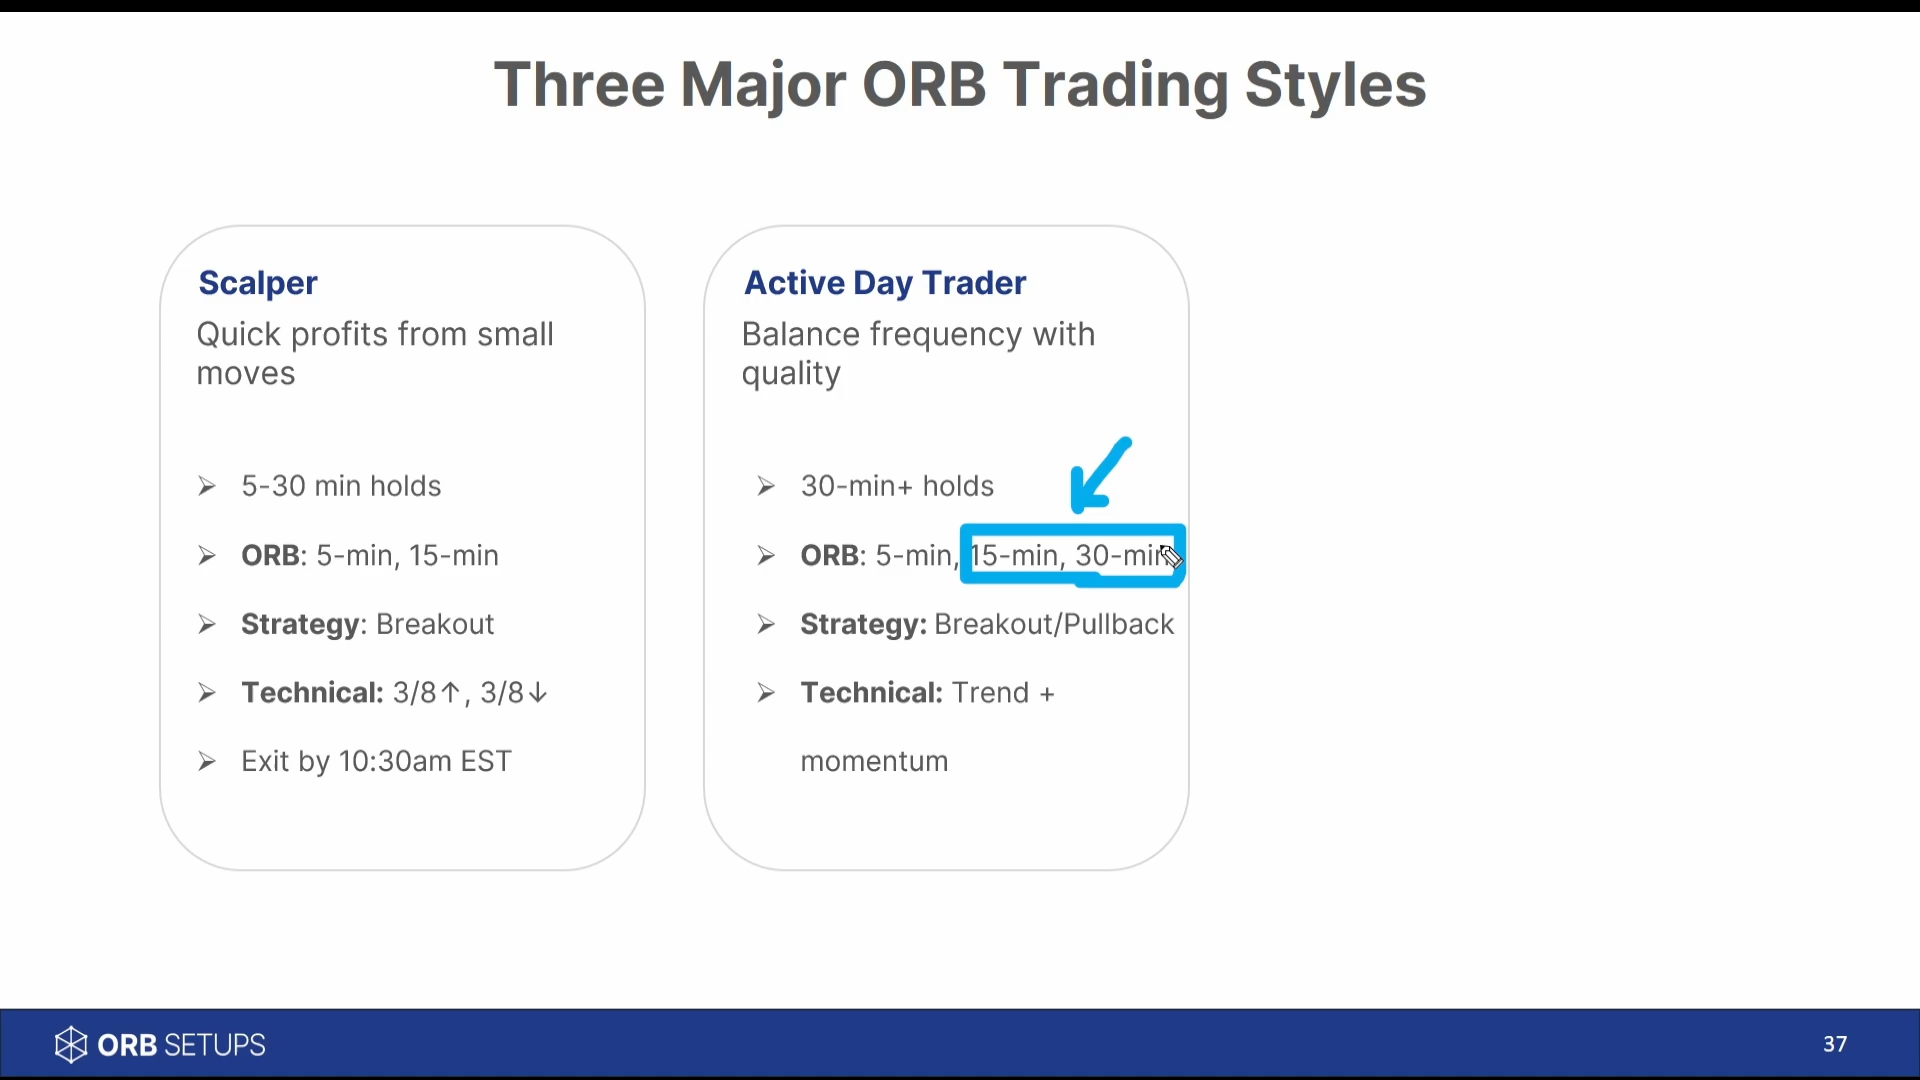 Three Major ORB Trading Styles
Scalper
Quick profits from small
moves
➢ 5-30 min holds
➢ ORB: 5-min, 15-min
➢ Strategy: Breakout
➢ Technical: 3/8↑, 3/8↓
➢ Exit by 10:30am EST
Active Day Trader
Balance frequency with
quality
➢ 30-min+ holds
➢ ORB: 5-min, 15-min, 30-min
➢ Strategy: Breakout/Pullback
➢ Technical: Trend +
momentum
ORB SETUPS
37